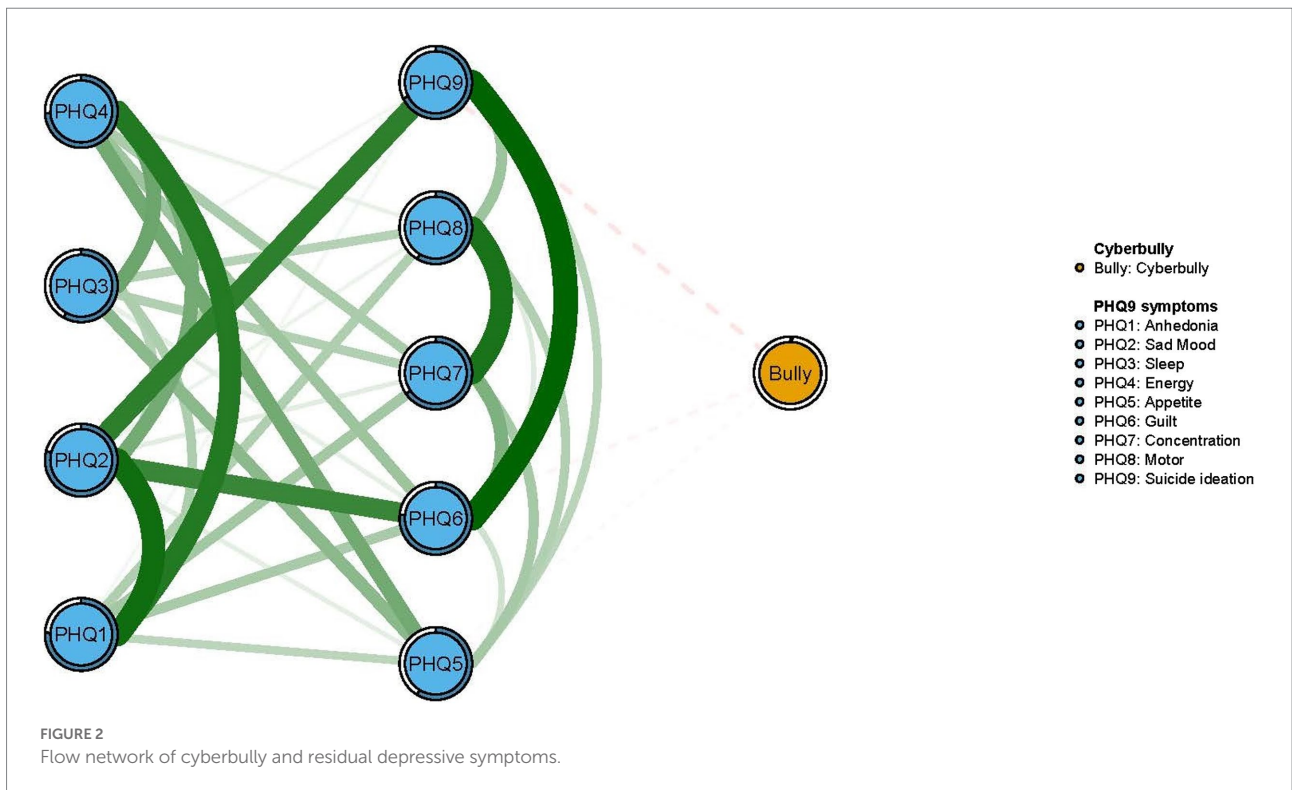 PHQ4
PHQ3
PHQ2
PHQ1
PHQ9
PHQ8
PHQ7
PHQ6
PHQ5
Bully
Cyberbully
Bully: Cyberbully
PHQ9 symptoms
PHQ1: Anhedonia
PHQ2: Sad Mood
PHQ3: Sleep
PHQ4: Energy
PHQ5: Appetite
PHQ6: Guilt
PHQ7: Concentration
PHQ8: Motor
PHQ9: Suicide ideation
FIGURE 2
Flow network of cyberbully and residual depressive symptoms.